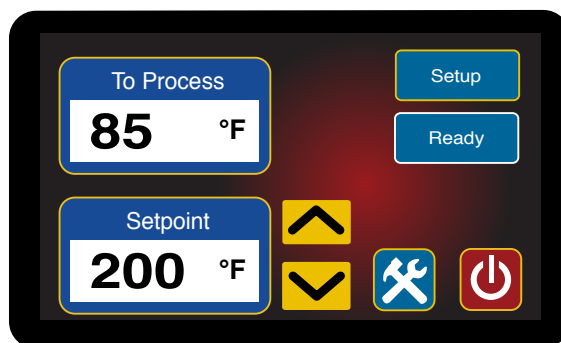 To Process
85 °F
Setup
Ready
Setpoint
200 °F